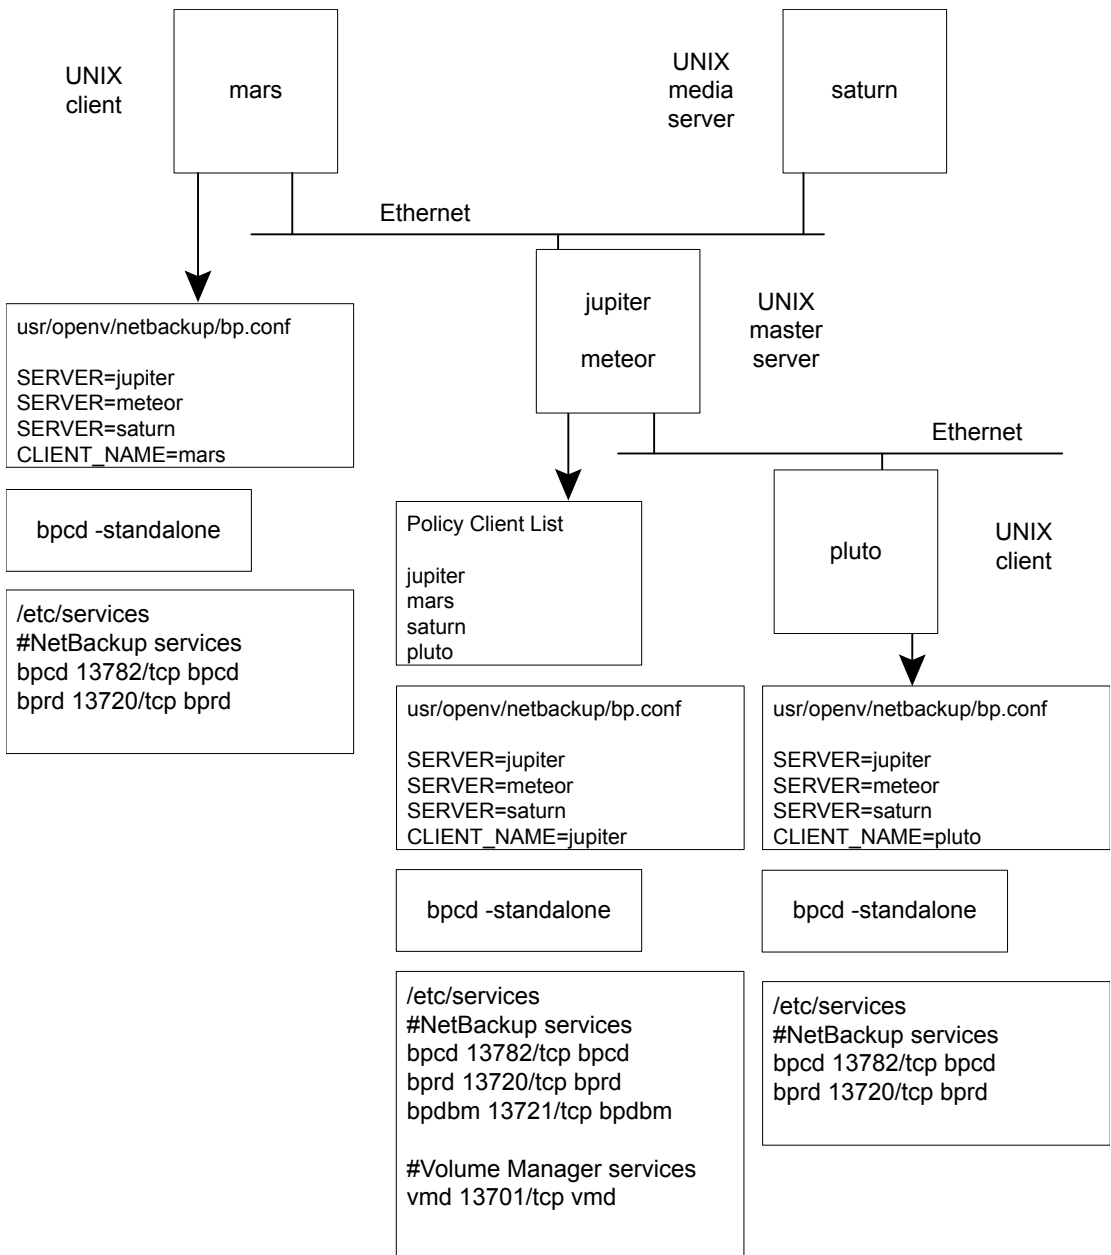 UNIX
client
mars
UNIX
media
server
saturn
Ethernet
jupiter
meteor
UNIX
master
server
usr/openv/netbackup/bp.conf
SERVER=jupiter
SERVER=meteor
SERVER=saturn
CLIENT_NAME=mars
bpcd -standalone
/etc/services
#NetBackup services
bpcd 13782/tcp bpcd
bprd 13720/tcp bprd
Ethernet
Policy Client List
jupiter
mars
saturn
pluto
pluto
UNIX
client
usr/openv/netbackup/bp.conf
SERVER=jupiter
SERVER=meteor
SERVER=saturn
CLIENT_NAME=jupiter
bpcd -standalone
/etc/services
#NetBackup services
bpcd 13782/tcp bpcd
bprd 13720/tcp bprd
bpdbm 13721/tcp bpdbm
#Volume Manager services
vmd 13701/tcp vmd
usr/openv/netbackup/bp.conf
SERVER=jupiter
SERVER=meteor
SERVER=saturn
CLIENT_NAME=pluto
bpcd -standalone
/etc/services
#NetBackup services
bpcd 13782/tcp bpcd
bprd 13720/tcp bprd